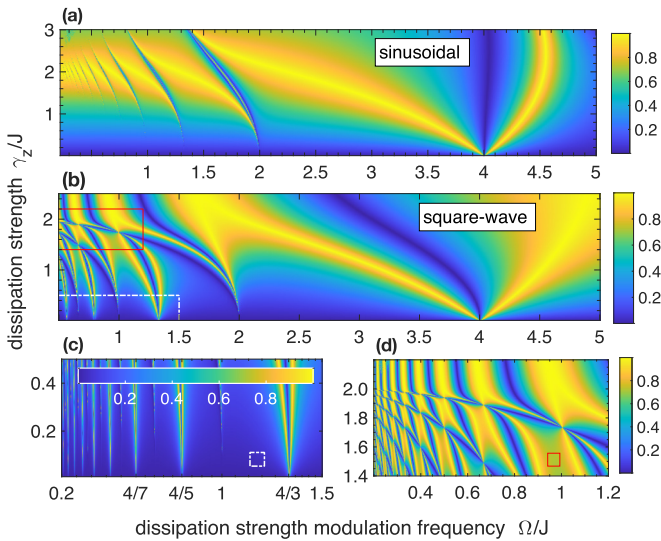 (a)
3
2
1
sinusoidal
0.8
0.6
0.4
0.2
1 1.5 2 2.5 3 3.5 4 4.5 5
(b)
2
1
square-wave
0.8
0.6
0.4
0.2
1 1.5 2 2.5 3 3.5 4 4.5 5
dissipation strength γz/J
(c)
0.4
0.2
0.2 0.4 0.6 0.8
0.2 4/7 4/5 1 4/3 1.5
(d)
2.0
1.8
1.6
1.4
0.8
0.6
0.4
0.2
0.4 0.6 0.8 1 1.2
dissipation strength modulation frequency Ω/J